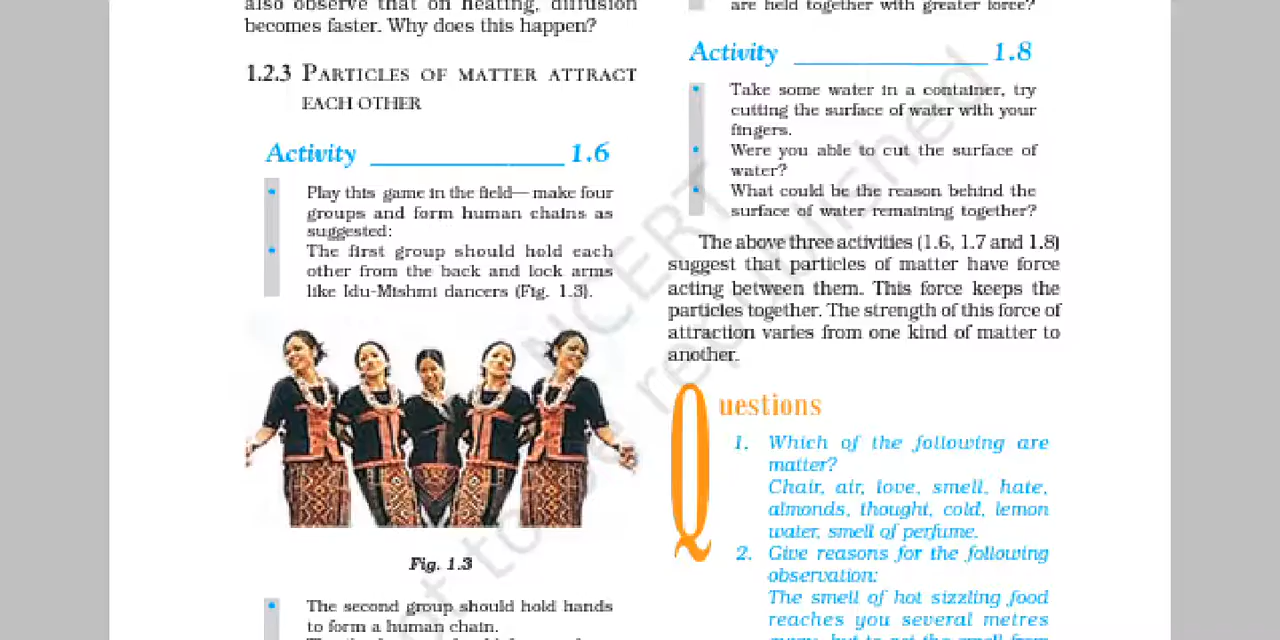 also observe that on heating, diffusion
becomes faster. Why does this happen?
1.2.3 PARTICLES OF MATTER ATTRACT
EACH OTHER
Activity ______________ 1.6
• Play this game in the field— make four
groups and form human chains as
suggested:
• The first group should hold each
other from the back and lock arms
like Idu-Mishmi dancers (Fig. 1.3).
Fig. 1.3
• The second group should hold hands
to form a human chain.
are held together with greater force?
Activity ______________ 1.8
• Take some water in a container, try
cutting the surface of water with your
fingers.
• Were you able to cut the surface of
water?
• What could be the reason behind the
surface of water remaining together?
The above three activities (1.6, 1.7 and 1.8)
suggest that particles of matter have force
acting between them. This force keeps the
particles together. The strength of this force of
attraction varies from one kind of matter to
another.
Questions
1. Which of the following are
matter?
Chair, air, love, smell, hate,
almonds, thought, cold, lemon
water, smell of perfume.
2. Give reasons for the following
observation:
The smell of hot sizzling food
reaches you several metres
NCERT
not to be republished